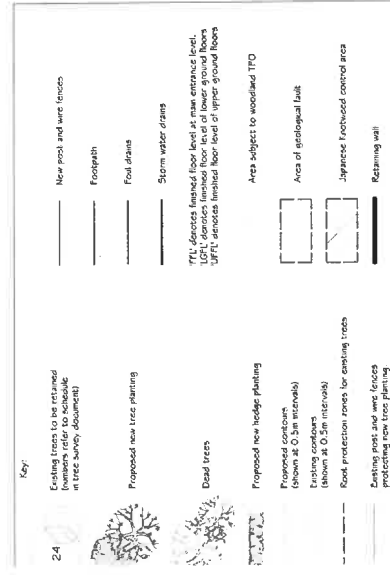 Key:
24
Existing trees to be retained
(numbers refer to schedule
in tree survey document)
Proposed new tree planting
Dead trees
Proposed new hedge planting
Proposed contours
(shown at 0.5m intervals)
Existing contours
(shown at 0.5m intervals)
Root protection zones for existing trees
Existing post and wire fences
protecting new tree planting
New post and wire fences
Footpath
Foul drains
Storm water drains
'FFL' denotes finished floor level at main entrance level.
'LGFL' denotes finished floor level of lower ground floors
'UFFL' denotes finished floor level of upper ground floors
Area subject to woodland TPO
Area of geological fault
Japanese Knotweed control area
Retaining wall